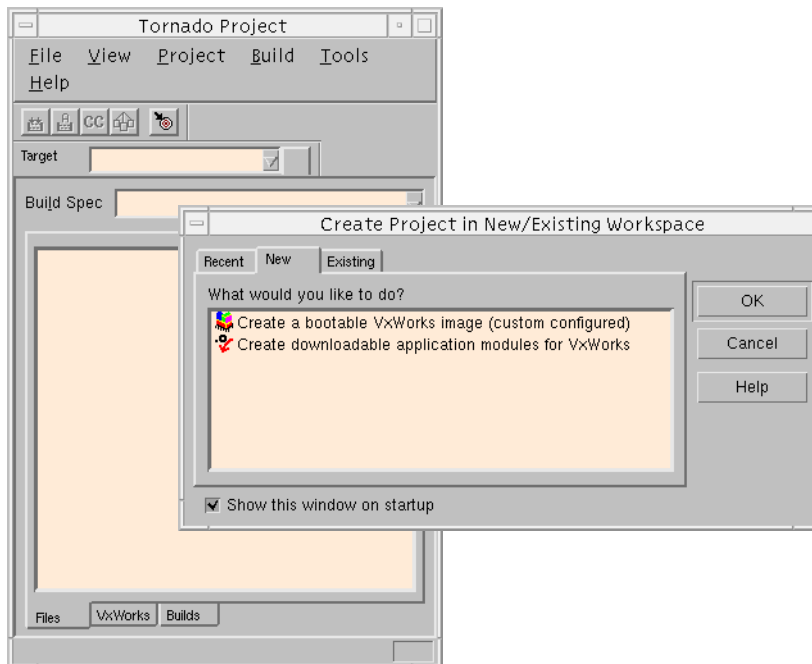 Tornado Project
File View Project Build Tools
Help
CC
Target
Build Spec
Create Project in New/Existing Workspace
Recent New Existing
What would you like to do?
Create a bootable VxWorks image (custom configured)
Create downloadable application modules for VxWorks
OK
Cancel
Help
Show this window on startup
Files VxWorks Builds